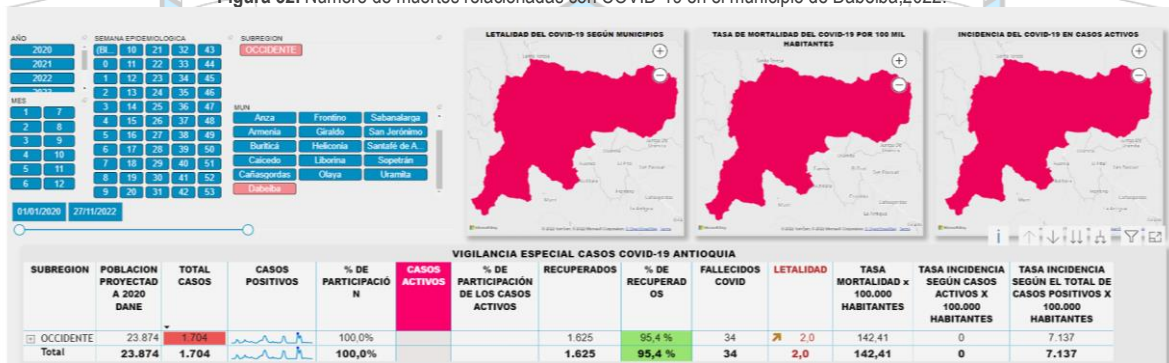 Figura 62. Número de muertes relacionadas con COVID-19 en el municipio de Dabeiba,2022.
AÑO
2020
2021
2022
2023
MES
1 7
2 8
3 9
4 10
5 11
6 12
SEMANA EPIDEMIOLOGICA
(Bl... 10 21 32 43
0 11 22 33 44
1 12 23 34 45
2 13 24 35 46
3 14 25 36 47
4 15 26 37 48
5 16 27 38 49
6 17 28 39 50
7 18 29 40 51
8 19 30 41 52
9 20 31 42 53
01/01/2020 27/11/2022
SUBREGION
OCCIDENTE
MUN
Anza Frontino Sabanalarga
Armenia Giraldo San Jerónimo
Buriticá Heliconia Santafé de A...
Caicedo Liborina Sopetrán
Cañasgordas Olaya Uramita
Dabeiba
LETALIDAD DEL COVID-19 SEGÚN MUNICIPIOS
TASA DE MORTALIDAD DEL COVID-19 POR 100 MIL
HABITANTES
INCIDENCIA DEL COVID-19 EN CASOS ACTIVOS
VIGILANCIA ESPECIAL CASOS COVID-19 ANTIOQUIA
SUBREGION
POBLACION
PROYECTAD
A 2020
DANE
TOTAL
CASOS
CASOS
POSITIVOS
% DE
PARTICIPACIÓ
N
CASOS
ACTIVOS
% DE
PARTICIPACIÓN
DE LOS CASOS
ACTIVOS
RECUPERADOS
% DE
RECUPERAD
OS
FALLECIDOS
COVID
LETALIDAD
TASA
MORTALIDAD x
100.000
HABITANTES
TASA INCIDENCIA
SEGÚN CASOS
ACTIVOS X
100.000
HABITANTES
TASA INCIDENCIA
SEGÚN EL TOTAL DE
CASOS POSITIVOS X
100.000
HABITANTES
OCCIDENTE 23.874 1.704 100,0% 1.625 95,4 % 34 2,0 142,41 0 7.137
Total 23.874 1.704 100,0% 1.625 95,4 % 34 2,0 142,41 0 7.137